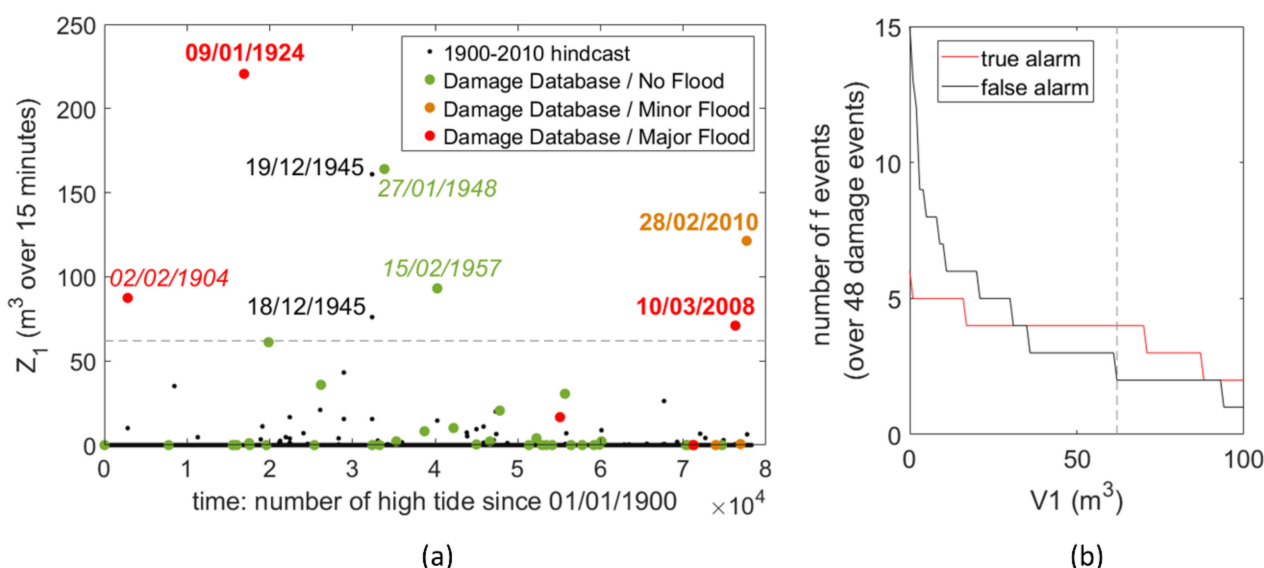 250
200
150
100
50
0
Z1 (m3 over 15 minutes)
09/01/1924
1900-2010 hindcast
Damage Database / No Flood
Damage Database / Minor Flood
Damage Database / Major Flood
19/12/1945
27/01/1948
28/02/2010
02/02/1904
15/02/1957
18/12/1945
10/03/2008
0 1 2 3 4 5 6 7 8
time: number of high tide since 01/01/1900 ×10^4
(a)
15
10
5
0
number of f events
(over 48 damage events)
true alarm
false alarm
0 50 100
V1 (m3)
(b)